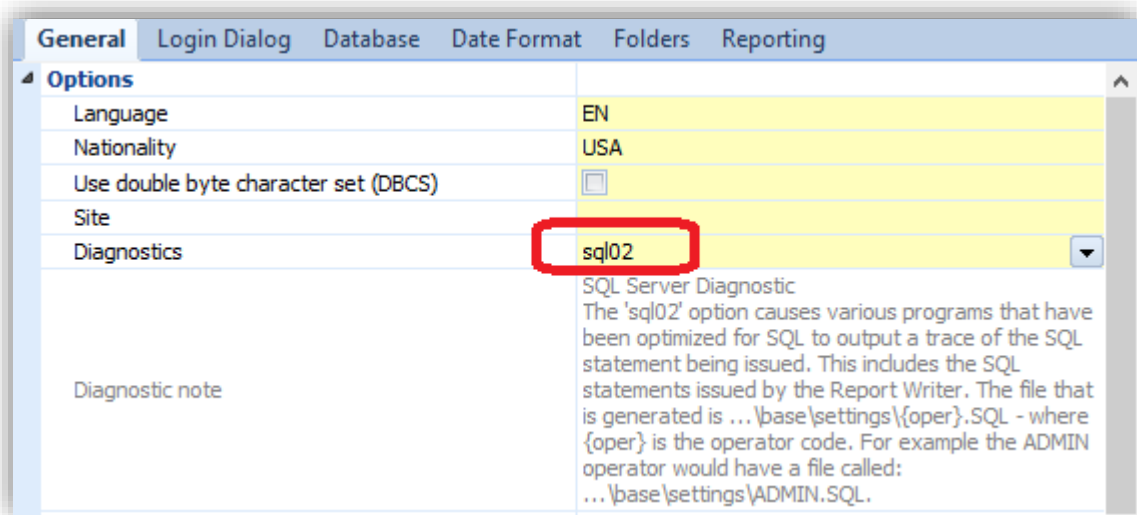 General Login Dialog Database Date Format Folders Reporting
Options
Language EN
Nationality USA
Use double byte character set (DBCS)
Site
Diagnostics sql02
Diagnostic note
SQL Server Diagnostic
The 'sql02' option causes various programs that have
been optimized for SQL to output a trace of the SQL
statement being issued. This includes the SQL
statements issued by the Report Writer. The file that
is generated is ...\base\settings\{oper}.SQL - where
{oper} is the operator code. For example the ADMIN
operator would have a file called:
...\base\settings\ADMIN.SQL.